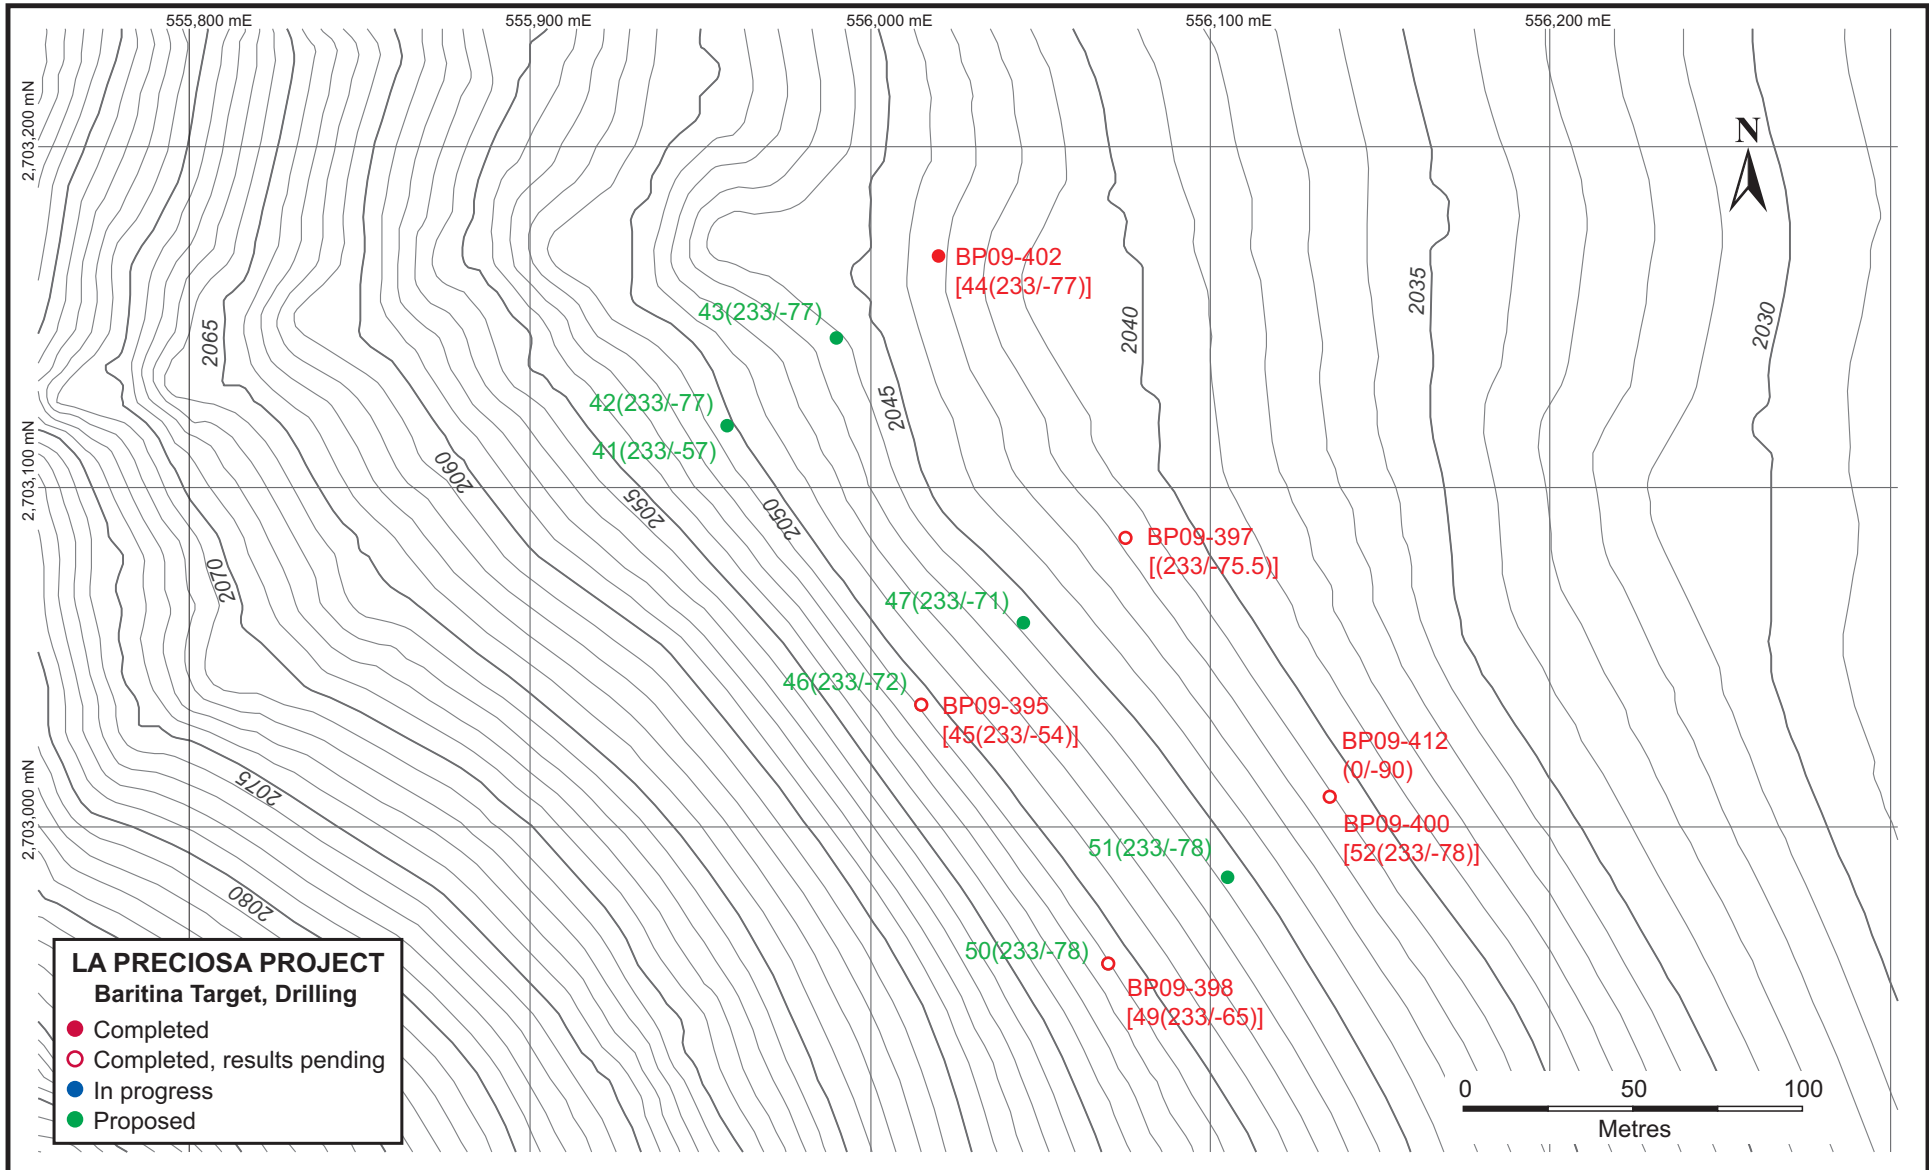 555,800 mE
555,900 mE
556,000 mE
556,100 mE
556,200 mE
2,703,200 mN
2,703,100 mN
2,703,000 mN
N
BP09-402
[44(233/-77)]
43(233/-77)
42(233/-77)
41(233/-57)
2065
2060
2055
2050
2045
2040
2035
2030
2070
2075
2080
BP09-397
[(233/-75.5)]
47(233/-71)
46(233/-72)
BP09-395
[45(233/-54)]
BP09-412
(0/-90)
BP09-400
[52(233/-78)]
51(233/-78)
50(233/-78)
BP09-398
[49(233/-65)]
LA PRECIOSA PROJECT
Baritina Target, Drilling
Completed
Completed, results pending
In progress
Proposed
0 50 100
Metres